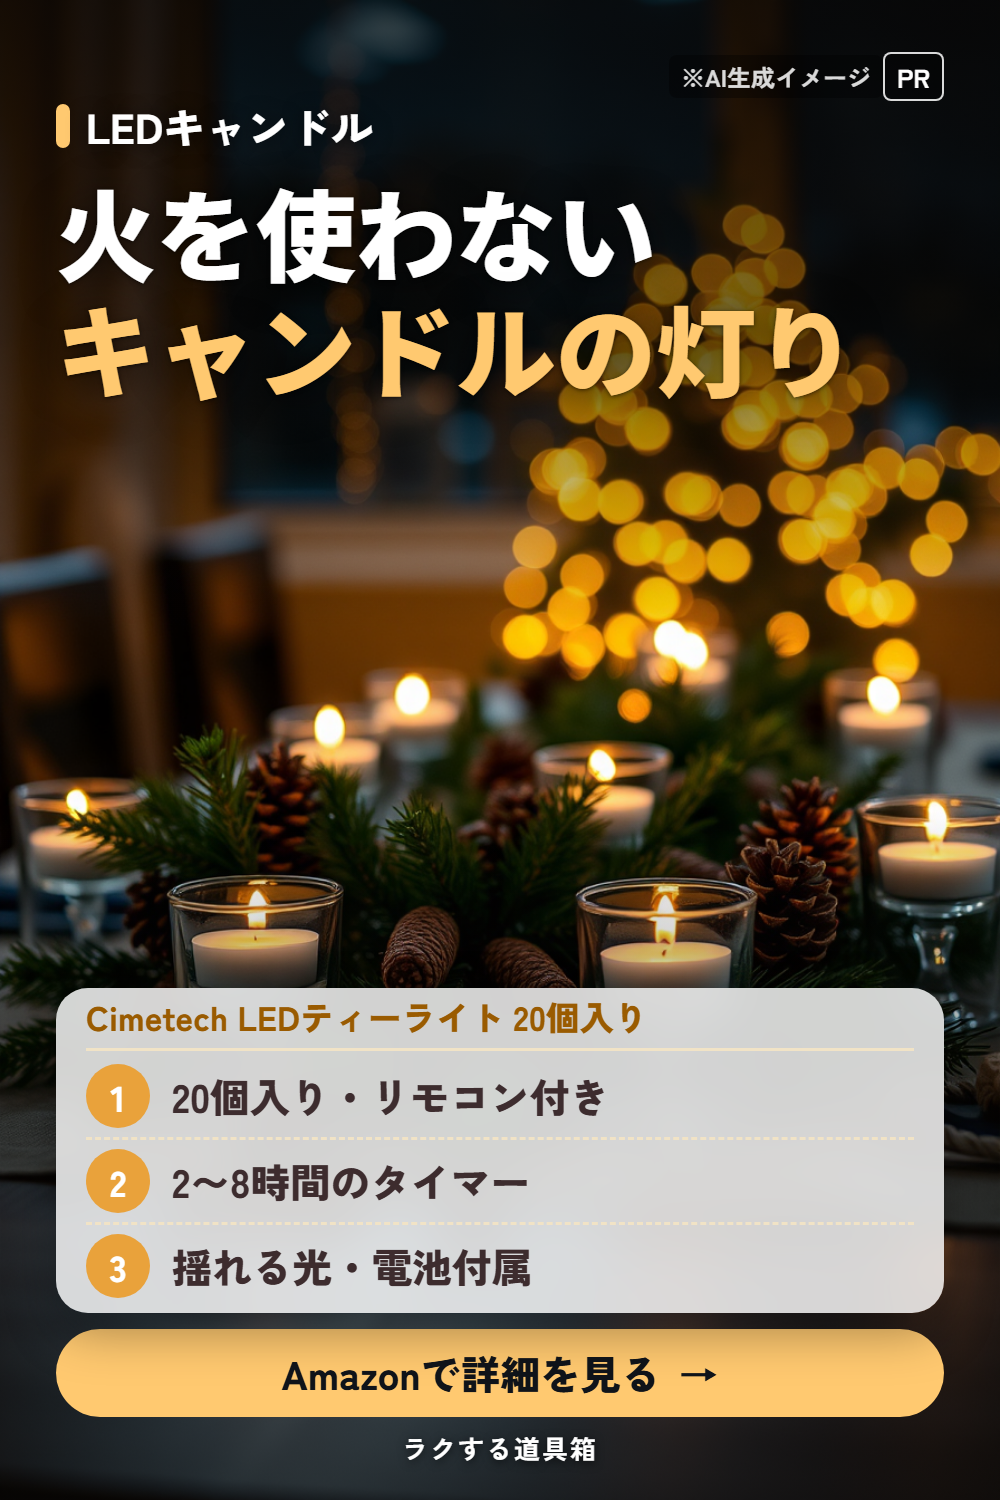 ※AI生成イメージ PR
LEDキャンドル
火を使わない
キャンドルの灯り
Cimetech LEDティーライト 20個入り
1 20個入り・リモコン付き
2 2〜8時間のタイマー
3 揺れる光・電池付属
Amazonで詳細を見る →
ラクする道具箱